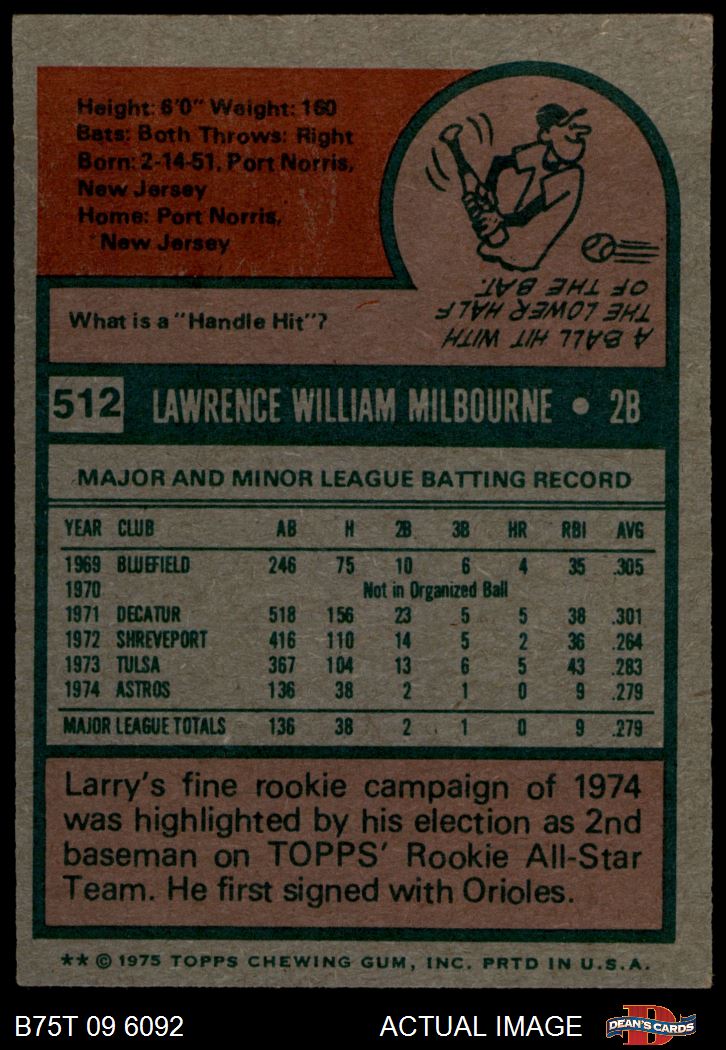 Height: 6'0" Weight: 160
Bats: Both Throws: Right
Born: 2-14-51, Port Norris,
New Jersey
Home: Port Norris,
New Jersey
What is a "Handle Hit"?
A BALL HIT WITH
THE LOWER HALF
OF THE BAT.
512 LAWRENCE WILLIAM MILBOURNE • 2B
MAJOR AND MINOR LEAGUE BATTING RECORD
YEAR CLUB AB H 2B 3B HR RBI AVG
1969 BLUEFIELD 246 75 10 6 4 35 .305
1970 Not in Organized Ball
1971 DECATUR 518 156 23 5 5 38 .301
1972 SHREVEPORT 416 110 14 5 2 36 .264
1973 TULSA 367 104 13 6 5 43 .283
1974 ASTROS 136 38 2 1 0 9 .279
MAJOR LEAGUE TOTALS 136 38 2 1 0 9 .279
Larry's fine rookie campaign of 1974
was highlighted by his election as 2nd
baseman on TOPPS' Rookie All-Star
Team. He first signed with Orioles.
** © 1975 TOPPS CHEWING GUM, INC. PRTD IN U.S.A.
B75T 09 6092 ACTUAL IMAGE D DEAN'S CARDS